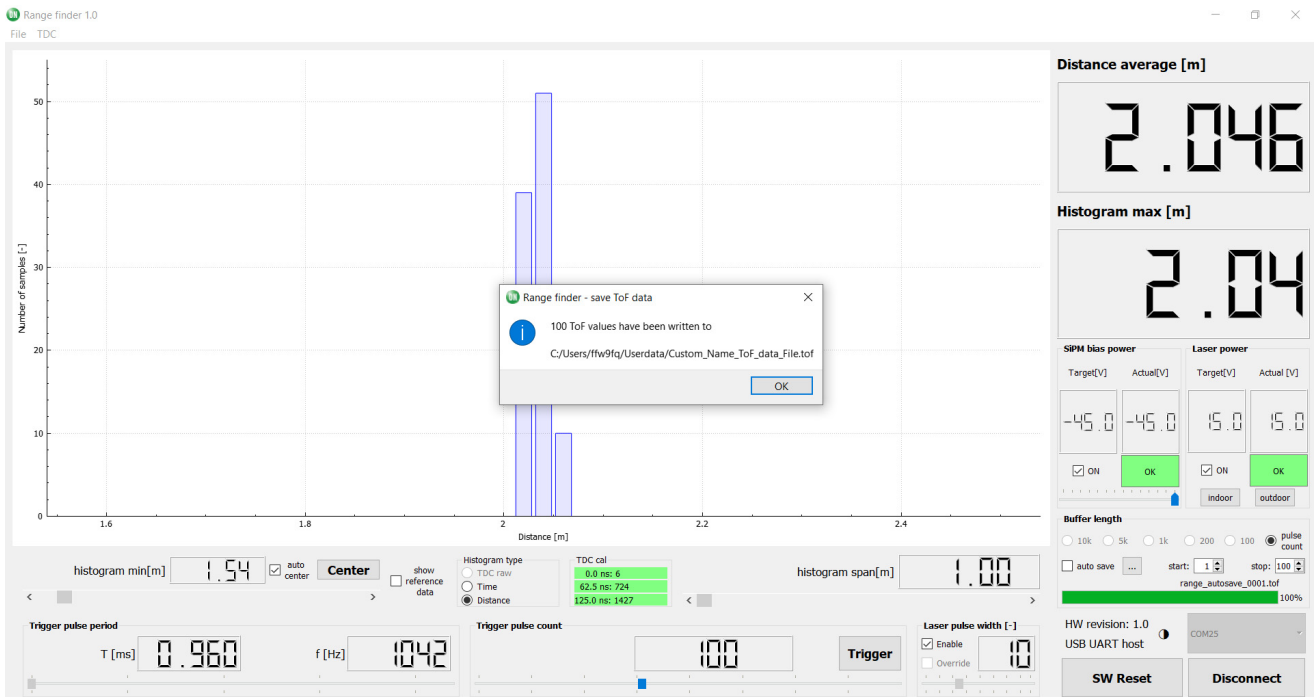 ON Range finder 1.0
File TDC
Distance average [m]
2.046
Histogram max [m]
2.04
50
40
30
20
10
0
Number of samples [-]
1.6 1.8 2 2.2 2.4
Distance [m]
ON Range finder - save ToF data
100 ToF values have been written to
C:/Users/ffw9fq/Userdata/Custom_Name_ToF_data_File.tof
OK
SiPM bias power
Target[V] Actual[V]
-45.0 -45.0
ON OK
Laser power
Target[V] Actual [V]
15.0 15.0
ON OK
indoor outdoor
Buffer length
10k 5k 1k 200 100 pulse
count
auto save ... start: 1 stop: 100
range_autosave_0001.tof
100%
histogram min[m] 1.54
auto
center
Center
show
reference
data
Histogram type
TDC raw
Time
Distance
TDC cal
0.0 ns: 6
62.5 ns: 724
125.0 ns: 1427
histogram span[m] 1.00
Trigger pulse period
T [ms] 0.960 f [Hz] 1042
Trigger pulse count
100 Trigger
Laser pulse width [-]
Enable
Override
10
HW revision: 1.0
USB UART host
COM25
SW Reset Disconnect